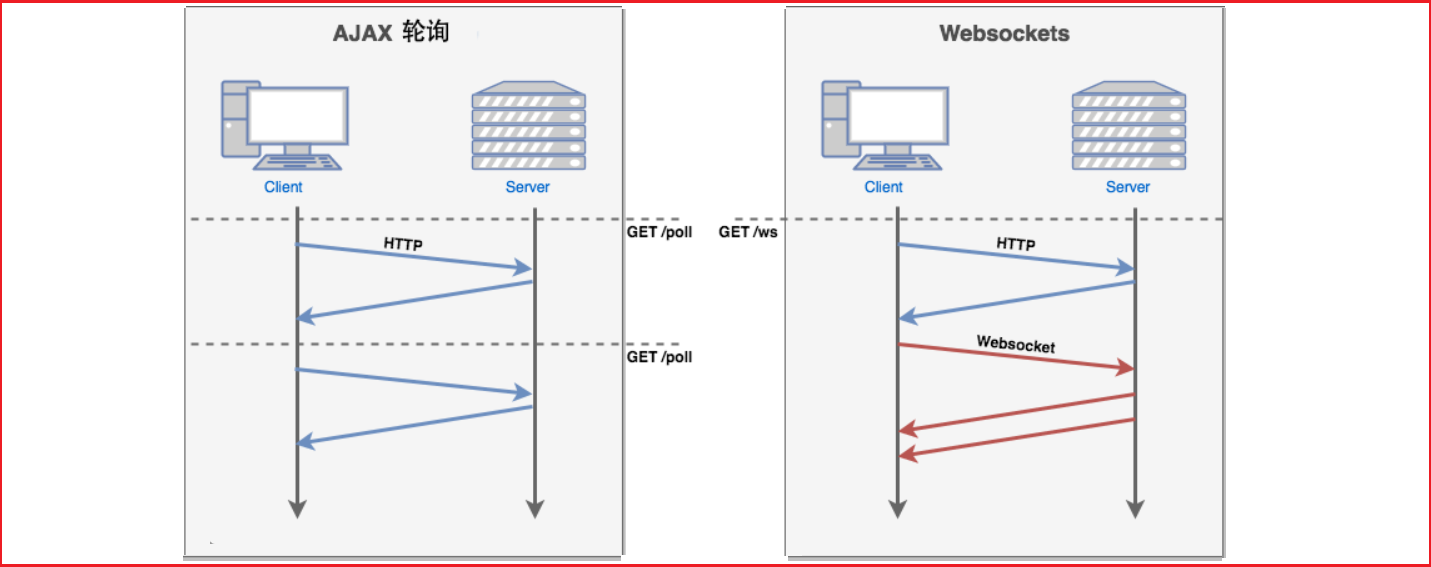 AJAX 轮询
Client
Server
GET /poll
HTTP
GET /poll
Websockets
Client
Server
GET /ws
HTTP
Websocket